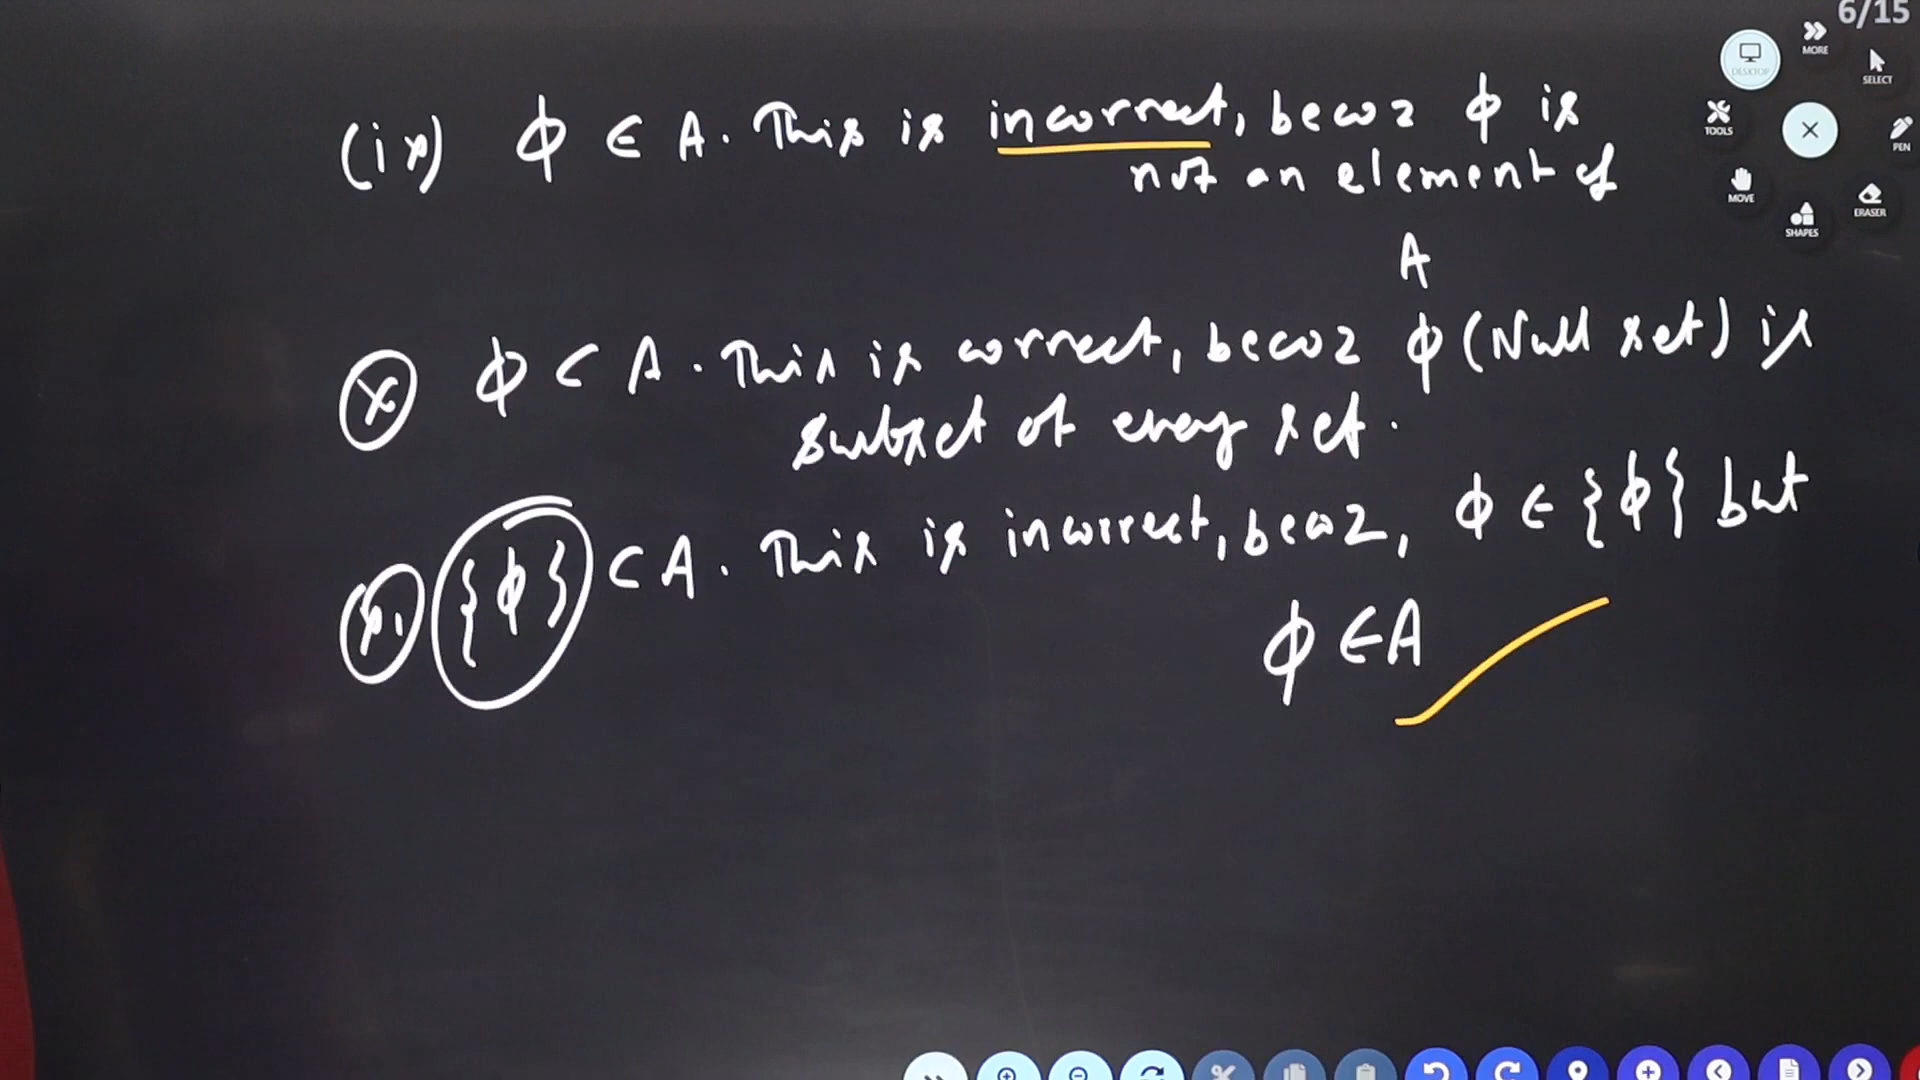 6/15
MORE
DESKTOP
SELECT
TOOLS
PEN
MOVE
ERASER
SHAPES
(ix) ϕ ∈ A. This is incorrect, becoz ϕ is
not an element of
A
(x) ϕ ⊂ A. This is correct, becoz ϕ (Null set) is
subset of every set.
(xi) {ϕ} ⊂ A. This is incorrect, becoz, ϕ ∈ {ϕ} but
ϕ ∈ A